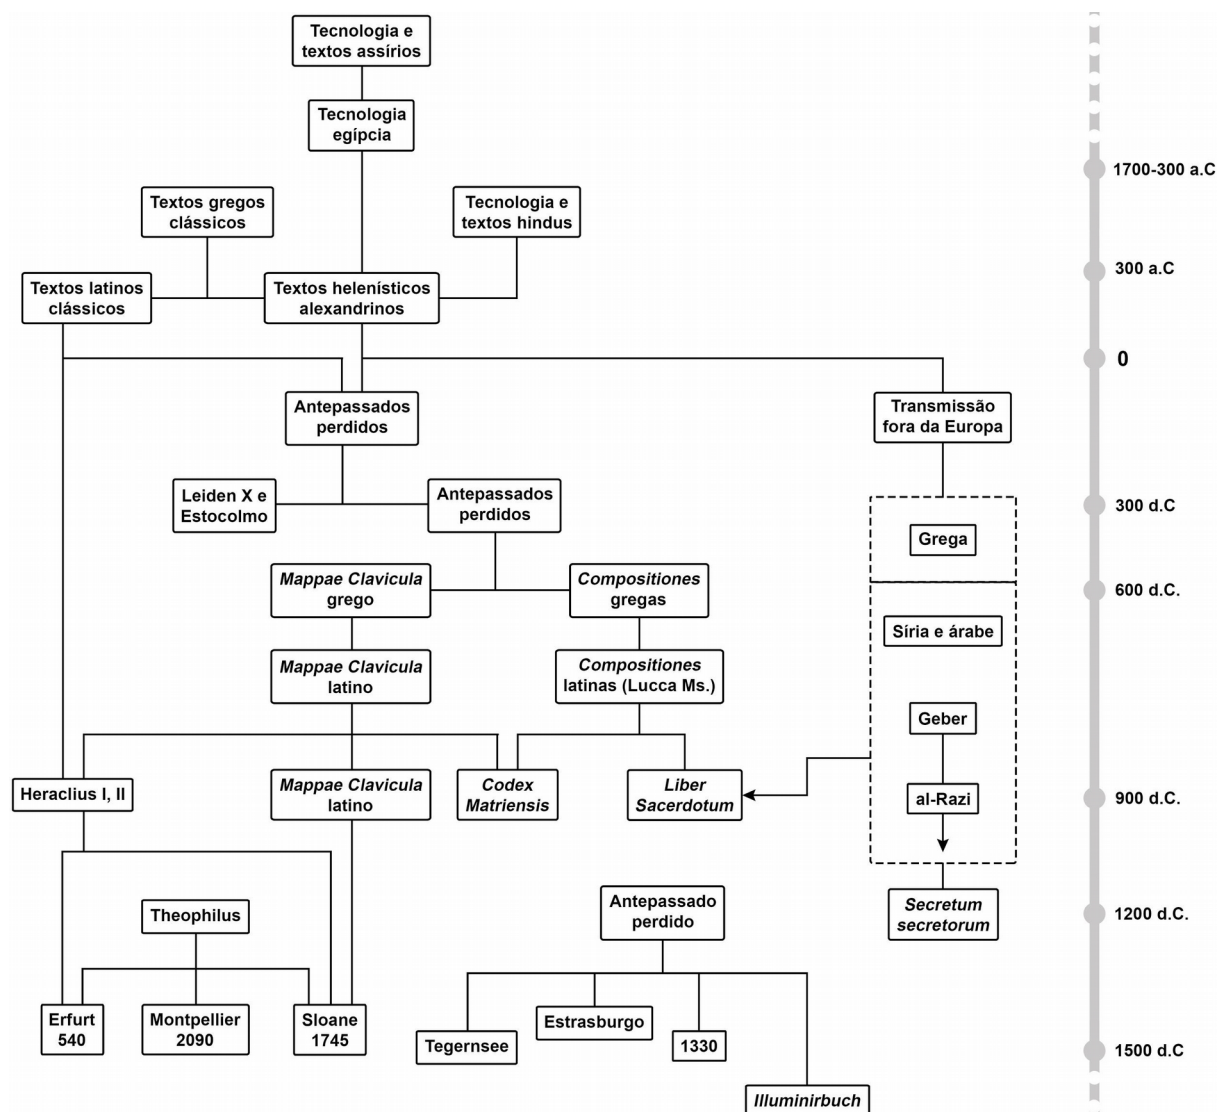 Tecnologia e
textos assírios
Tecnologia
egípcia
1700-300 a.C
Textos gregos
clássicos
Tecnologia e
textos hindus
300 a.C
Textos latinos
clássicos
Textos helenísticos
alexandrinos
0
Antepassados
perdidos
Transmissão
fora da Europa
Leiden X e
Estocolmo
Antepassados
perdidos
300 d.C
Grega
Mappae Clavicula
grego
Compositiones
gregas
600 d.C.
Síria e árabe
Mappae Clavicula
latino
Compositiones
latinas (Lucca Ms.)
Geber
Heraclius I, II
Mappae Clavicula
latino
Codex
Matriensis
Liber
Sacerdotum
al-Razi
900 d.C.
Theophilus
Antepassado
perdido
Secretum
secretorum
1200 d.C.
Erfurt
540
Montpellier
2090
Sloane
1745
Tegernsee
Estrasburgo
1330
1500 d.C
Illuminirbuch